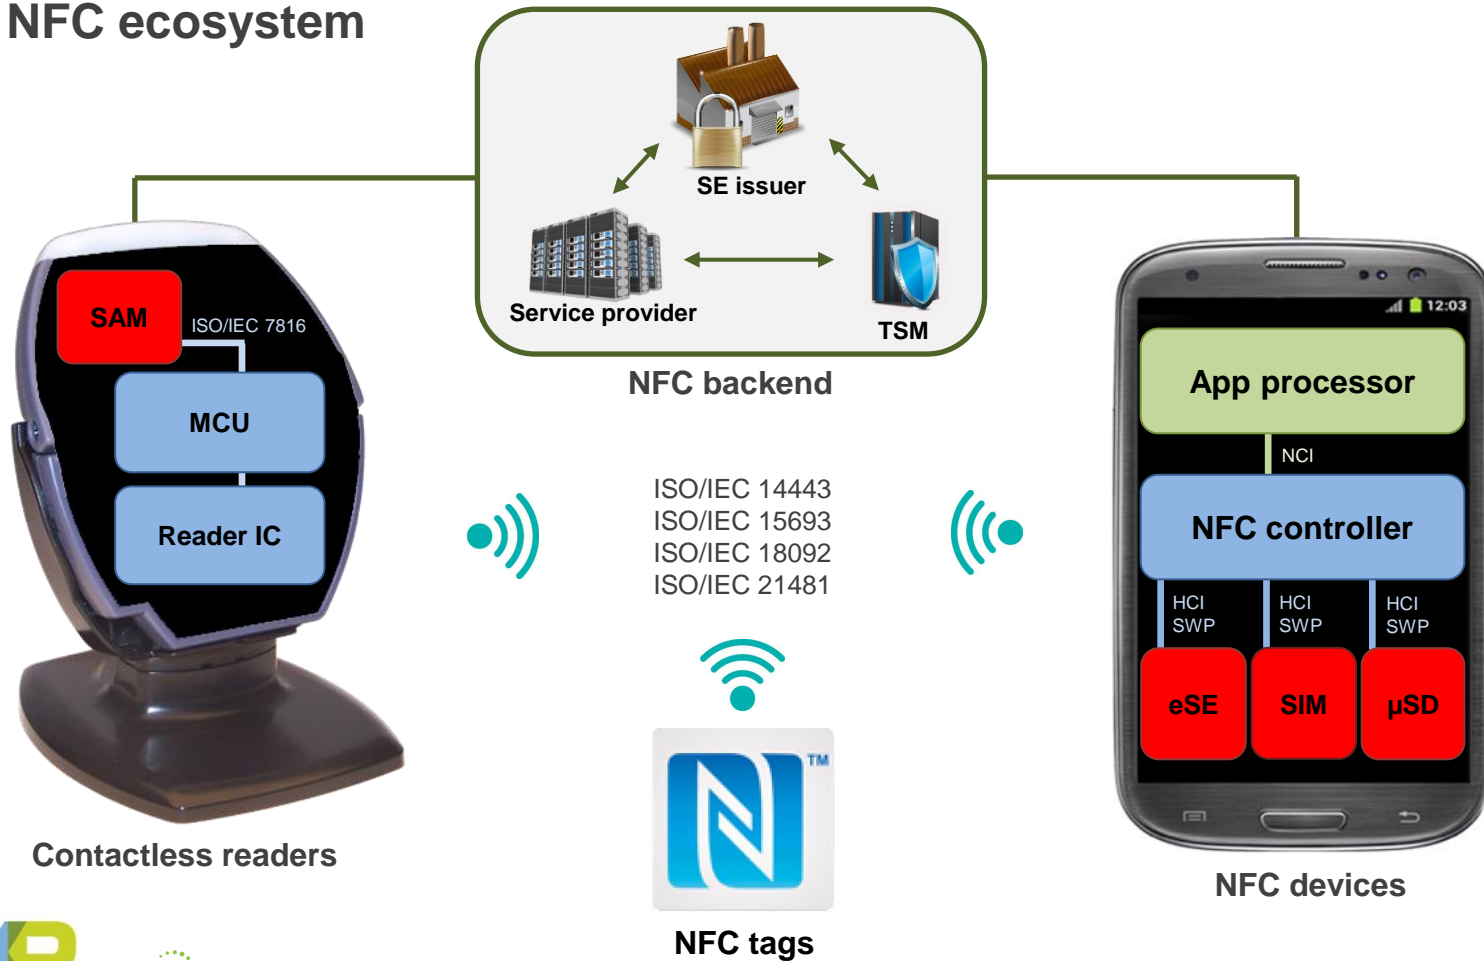 NFC ecosystem
SE issuer
Service provider
TSM
NFC backend
SAM
ISO/IEC 7816
MCU
Reader IC
Contactless readers
ISO/IEC 14443
ISO/IEC 15693
ISO/IEC 18092
ISO/IEC 21481
TM
NFC tags
12:03
App processor
NCI
NFC controller
HCI
SWP
HCI
SWP
HCI
SWP
eSE
SIM
µSD
NFC devices